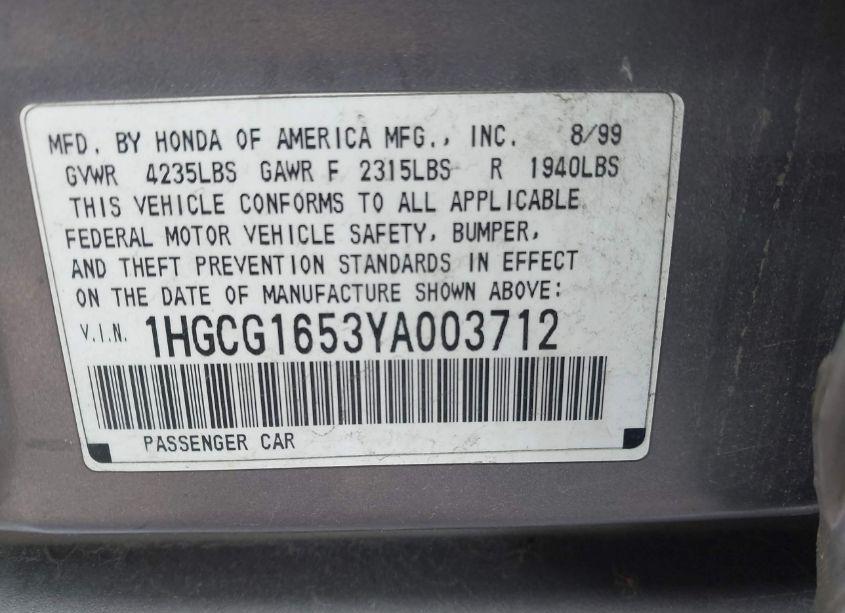 MFD. BY HONDA OF AMERICA MFG., INC. 8/99
GVWR 4235LBS GAWR F 2315LBS R 1940LBS
THIS VEHICLE CONFORMS TO ALL APPLICABLE
FEDERAL MOTOR VEHICLE SAFETY, BUMPER,
AND THEFT PREVENTION STANDARDS IN EFFECT
ON THE DATE OF MANUFACTURE SHOWN ABOVE:
V.I.N. 1HGCG1653YA003712
PASSENGER CAR